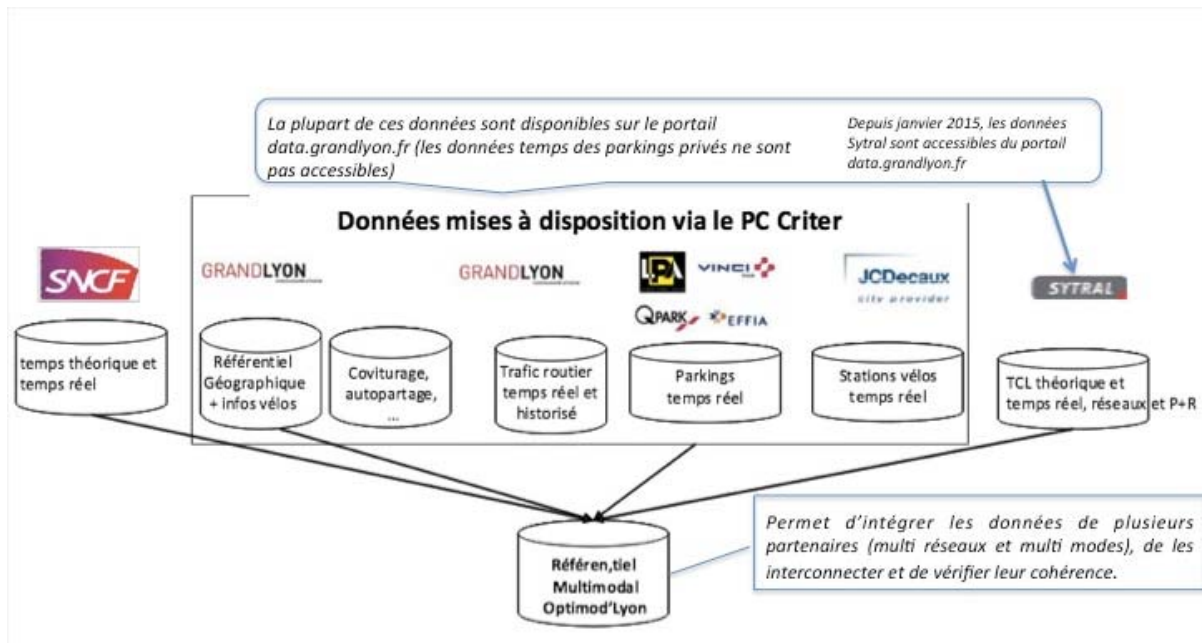 La plupart de ces données sont disponibles sur le portail
data.grandlyon.fr (les données temps des parkings privés ne sont
pas accessibles)
Depuis janvier 2015, les données
Sytral sont accessibles du portail
data.grandlyon.fr
Données mises à disposition via le PC Criter
SNCF
GRANDLYON
GRANDLYON
LPA
VINCI
QPARK
EFFIA
JCDecaux
city provider
SYTRAL
temps théorique et
temps réel
Référentiel
Géographique
+ infos vélos
Coviturage,
autopartage,
...
Trafic routier
temps réel et
historisé
Parkings
temps réel
Stations vélos
temps réel
TCL théorique et
temps réel, réseaux et P+R
Référen,tiel
Multimodal
Optimod'Lyon
Permet d'intégrer les données de plusieurs
partenaires (multi réseaux et multi modes), de les
interconnecter et de vérifier leur cohérence.